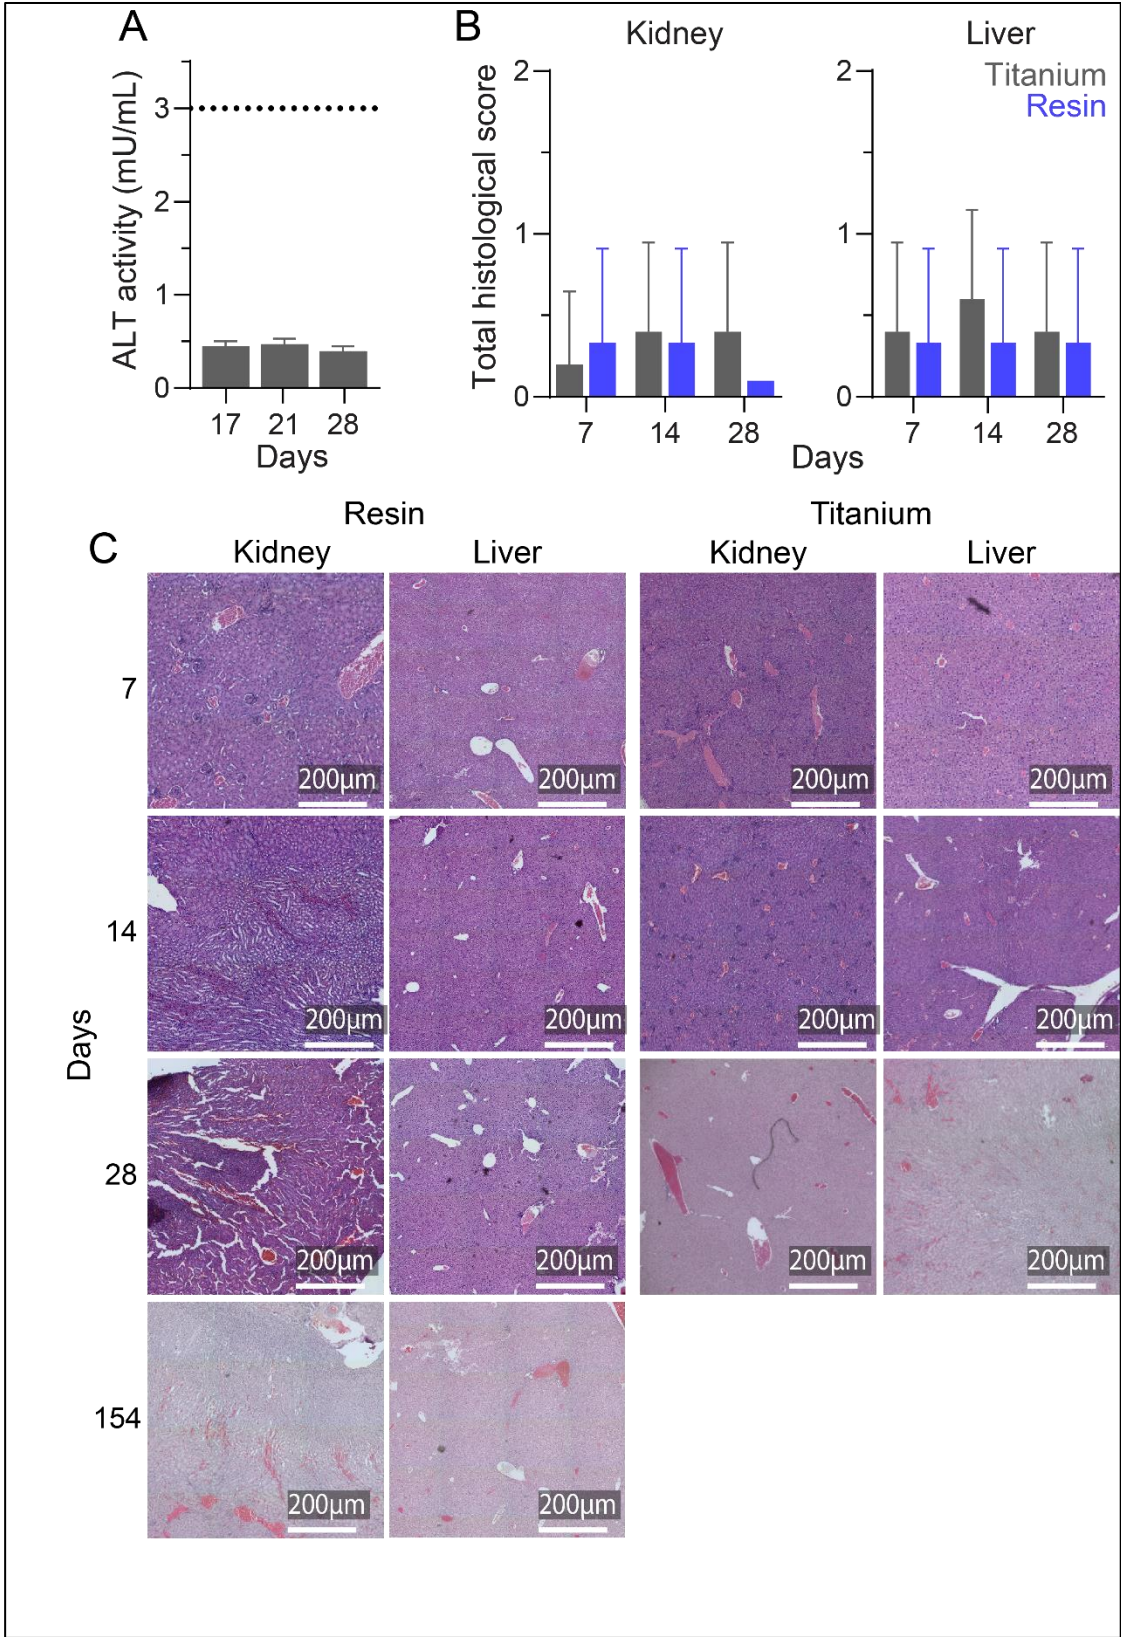 A
ALT activity (mU/mL)
3
2
1
0
17 21 28
Days
B
Kidney
Liver
Titanium
Resin
Total histological score
2
1
0
7 14 28
2
1
0
7 14 28
Days
C
Resin
Titanium
Kidney
Liver
Kidney
Liver
Days
7
200µm
200µm
200µm
200µm
14
200µm
200µm
200µm
200µm
28
200µm
200µm
200µm
200µm
154
200µm
200µm